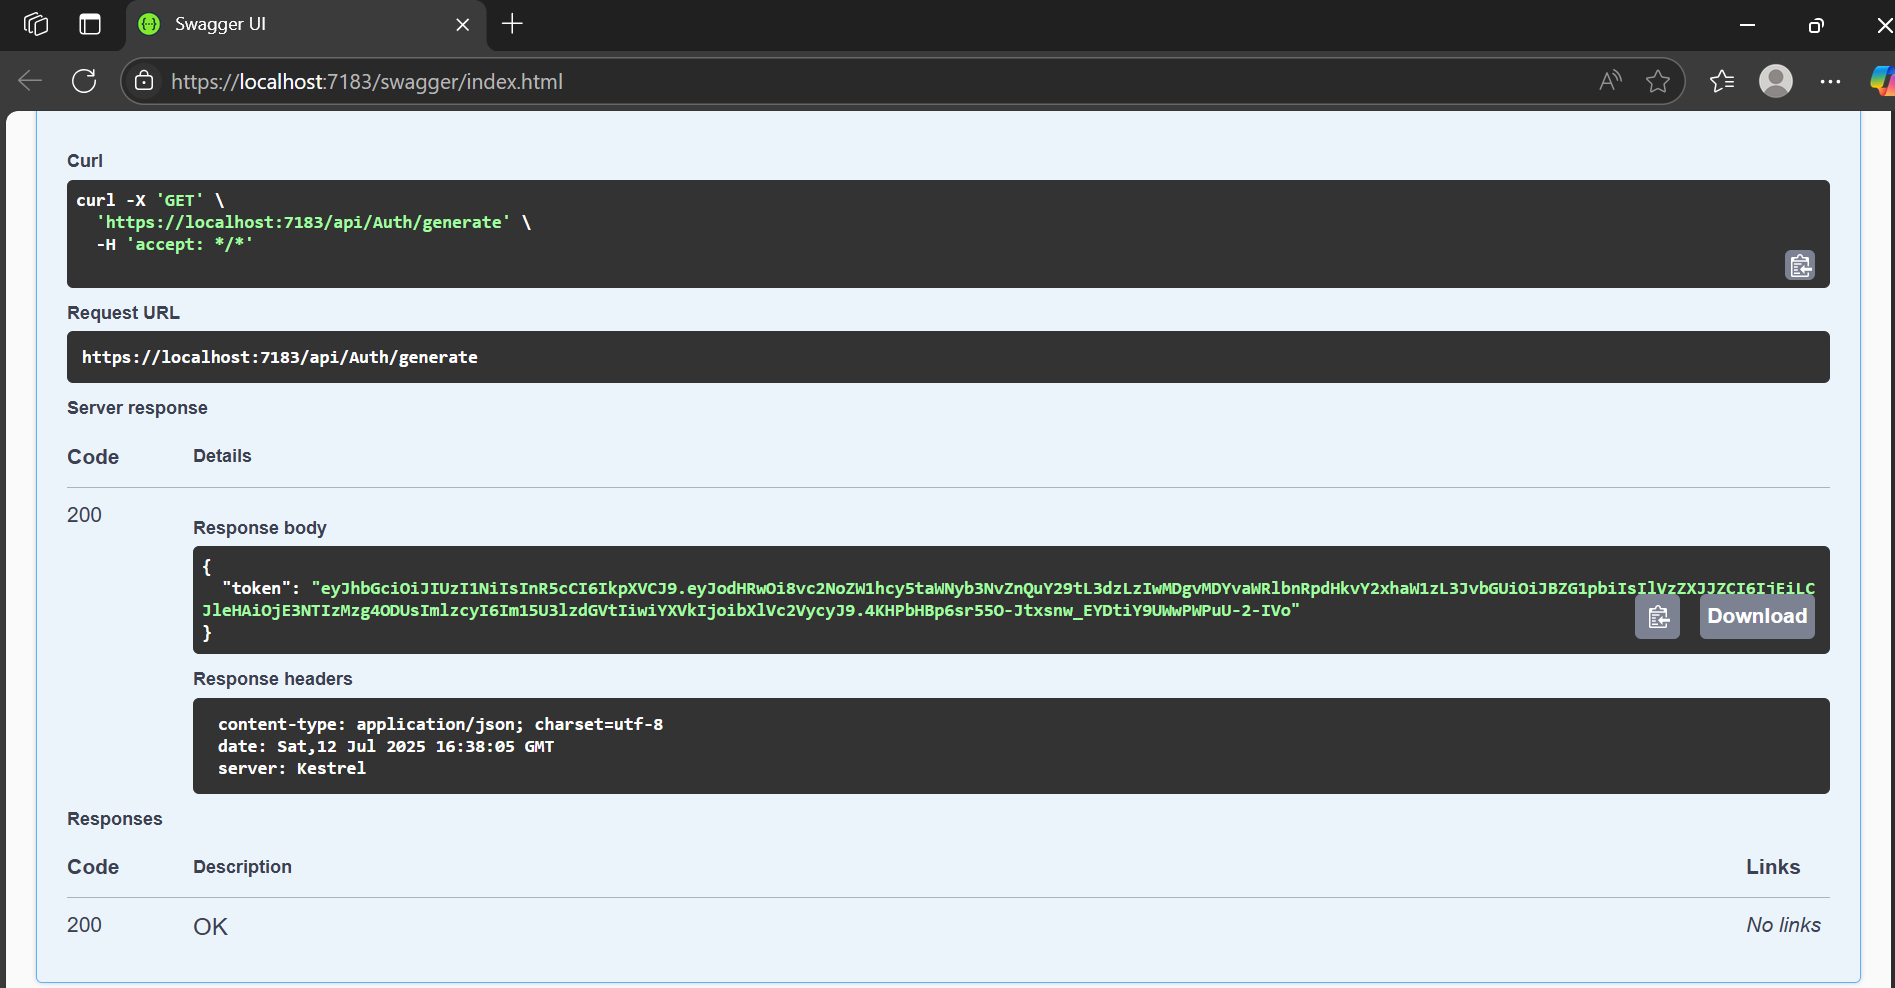 Swagger UI
https://localhost:7183/swagger/index.html
Curl
curl -X 'GET' \
'https://localhost:7183/api/Auth/generate' \
-H 'accept: */*'
Request URL
https://localhost:7183/api/Auth/generate
Server response
Code Details
200
Response body
{
"token": "eyJhbGciOiJIUzI1NiIsInR5cCI6IkpXVCJ9.eyJodHRwOi8vc2NoZW1hcy5taWNyb3NvZnQuY29tL3dzLzIwMDgvMDYvaWRlbnRpdHkvY2xhaW1zL3JvbGUiOiJBZG1pbiIsIlVzZXJJZCI6IjEiLC
JleHAiOjE3NTIzMzg4ODUsImlzcyI6Im15U3lzdGVtIiwiYXVkIjoibXlVc2VycyJ9.4KHPbHBp6sr55O-Jtxsnw_EYDtiY9UWwPWPuU-2-IVo"
}
Download
Response headers
content-type: application/json; charset=utf-8
date: Sat,12 Jul 2025 16:38:05 GMT
server: Kestrel
Responses
Code Description Links
200 OK No links